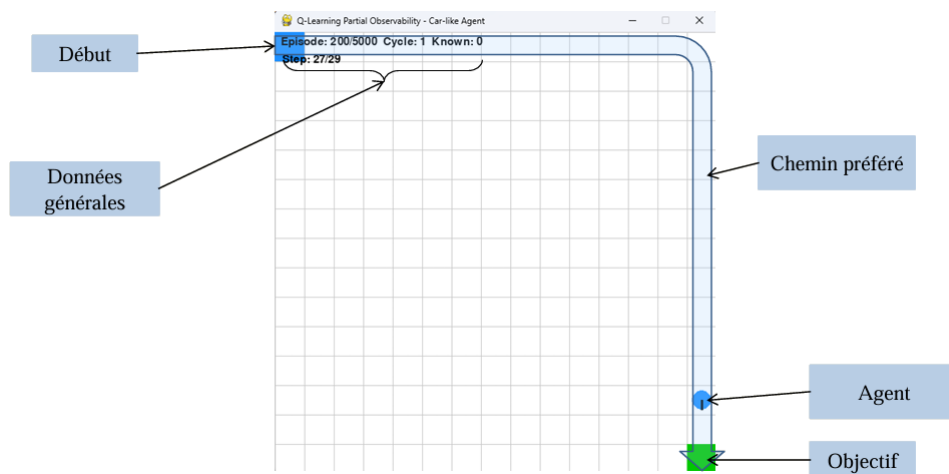 Q-Learning Partial Observability - Car-like Agent
Début
Episode: 200/5000 Cycle: 1 Known: 0
Step: 27/29
Données
générales
Chemin préféré
Agent
Objectif